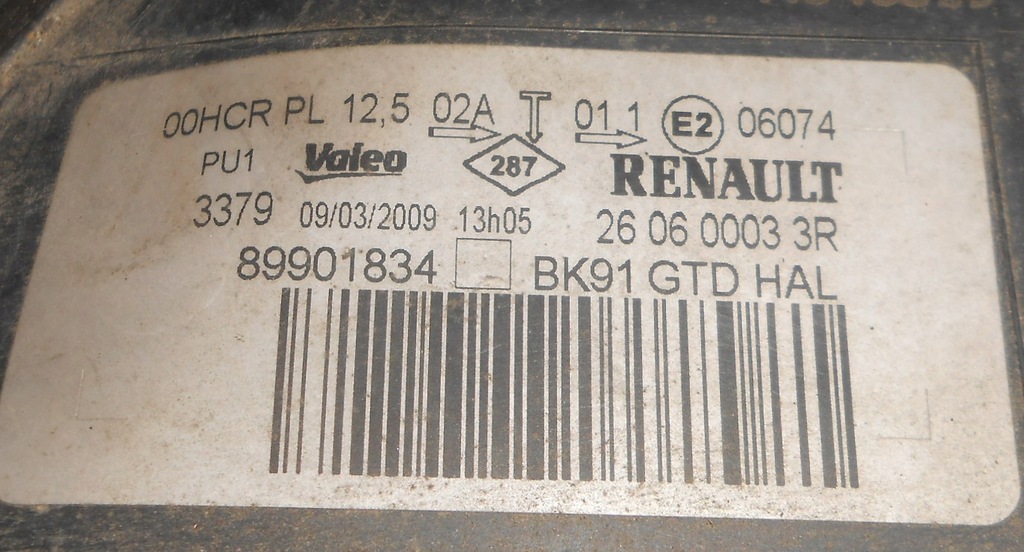 00HCR PL 12,5 02A 01 1 E2 06074
PU1 Valeo 287 RENAULT
3379 09/03/2009 13h05 26 06 0003 3R
89901834 BK91 GTD HAL